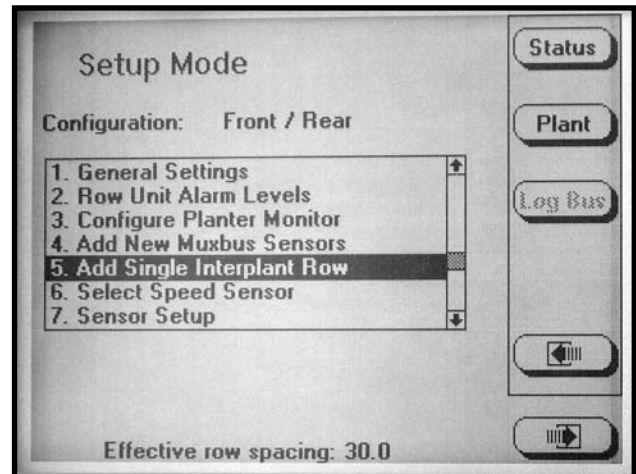 Setup Mode
Configuration: Front / Rear
1. General Settings
2. Row Unit Alarm Levels
3. Configure Planter Monitor
4. Add New Muxbus Sensors
5. Add Single Interplant Row
6. Select Speed Sensor
7. Sensor Setup
Effective row spacing: 30.0
Status
Plant
Log Bus